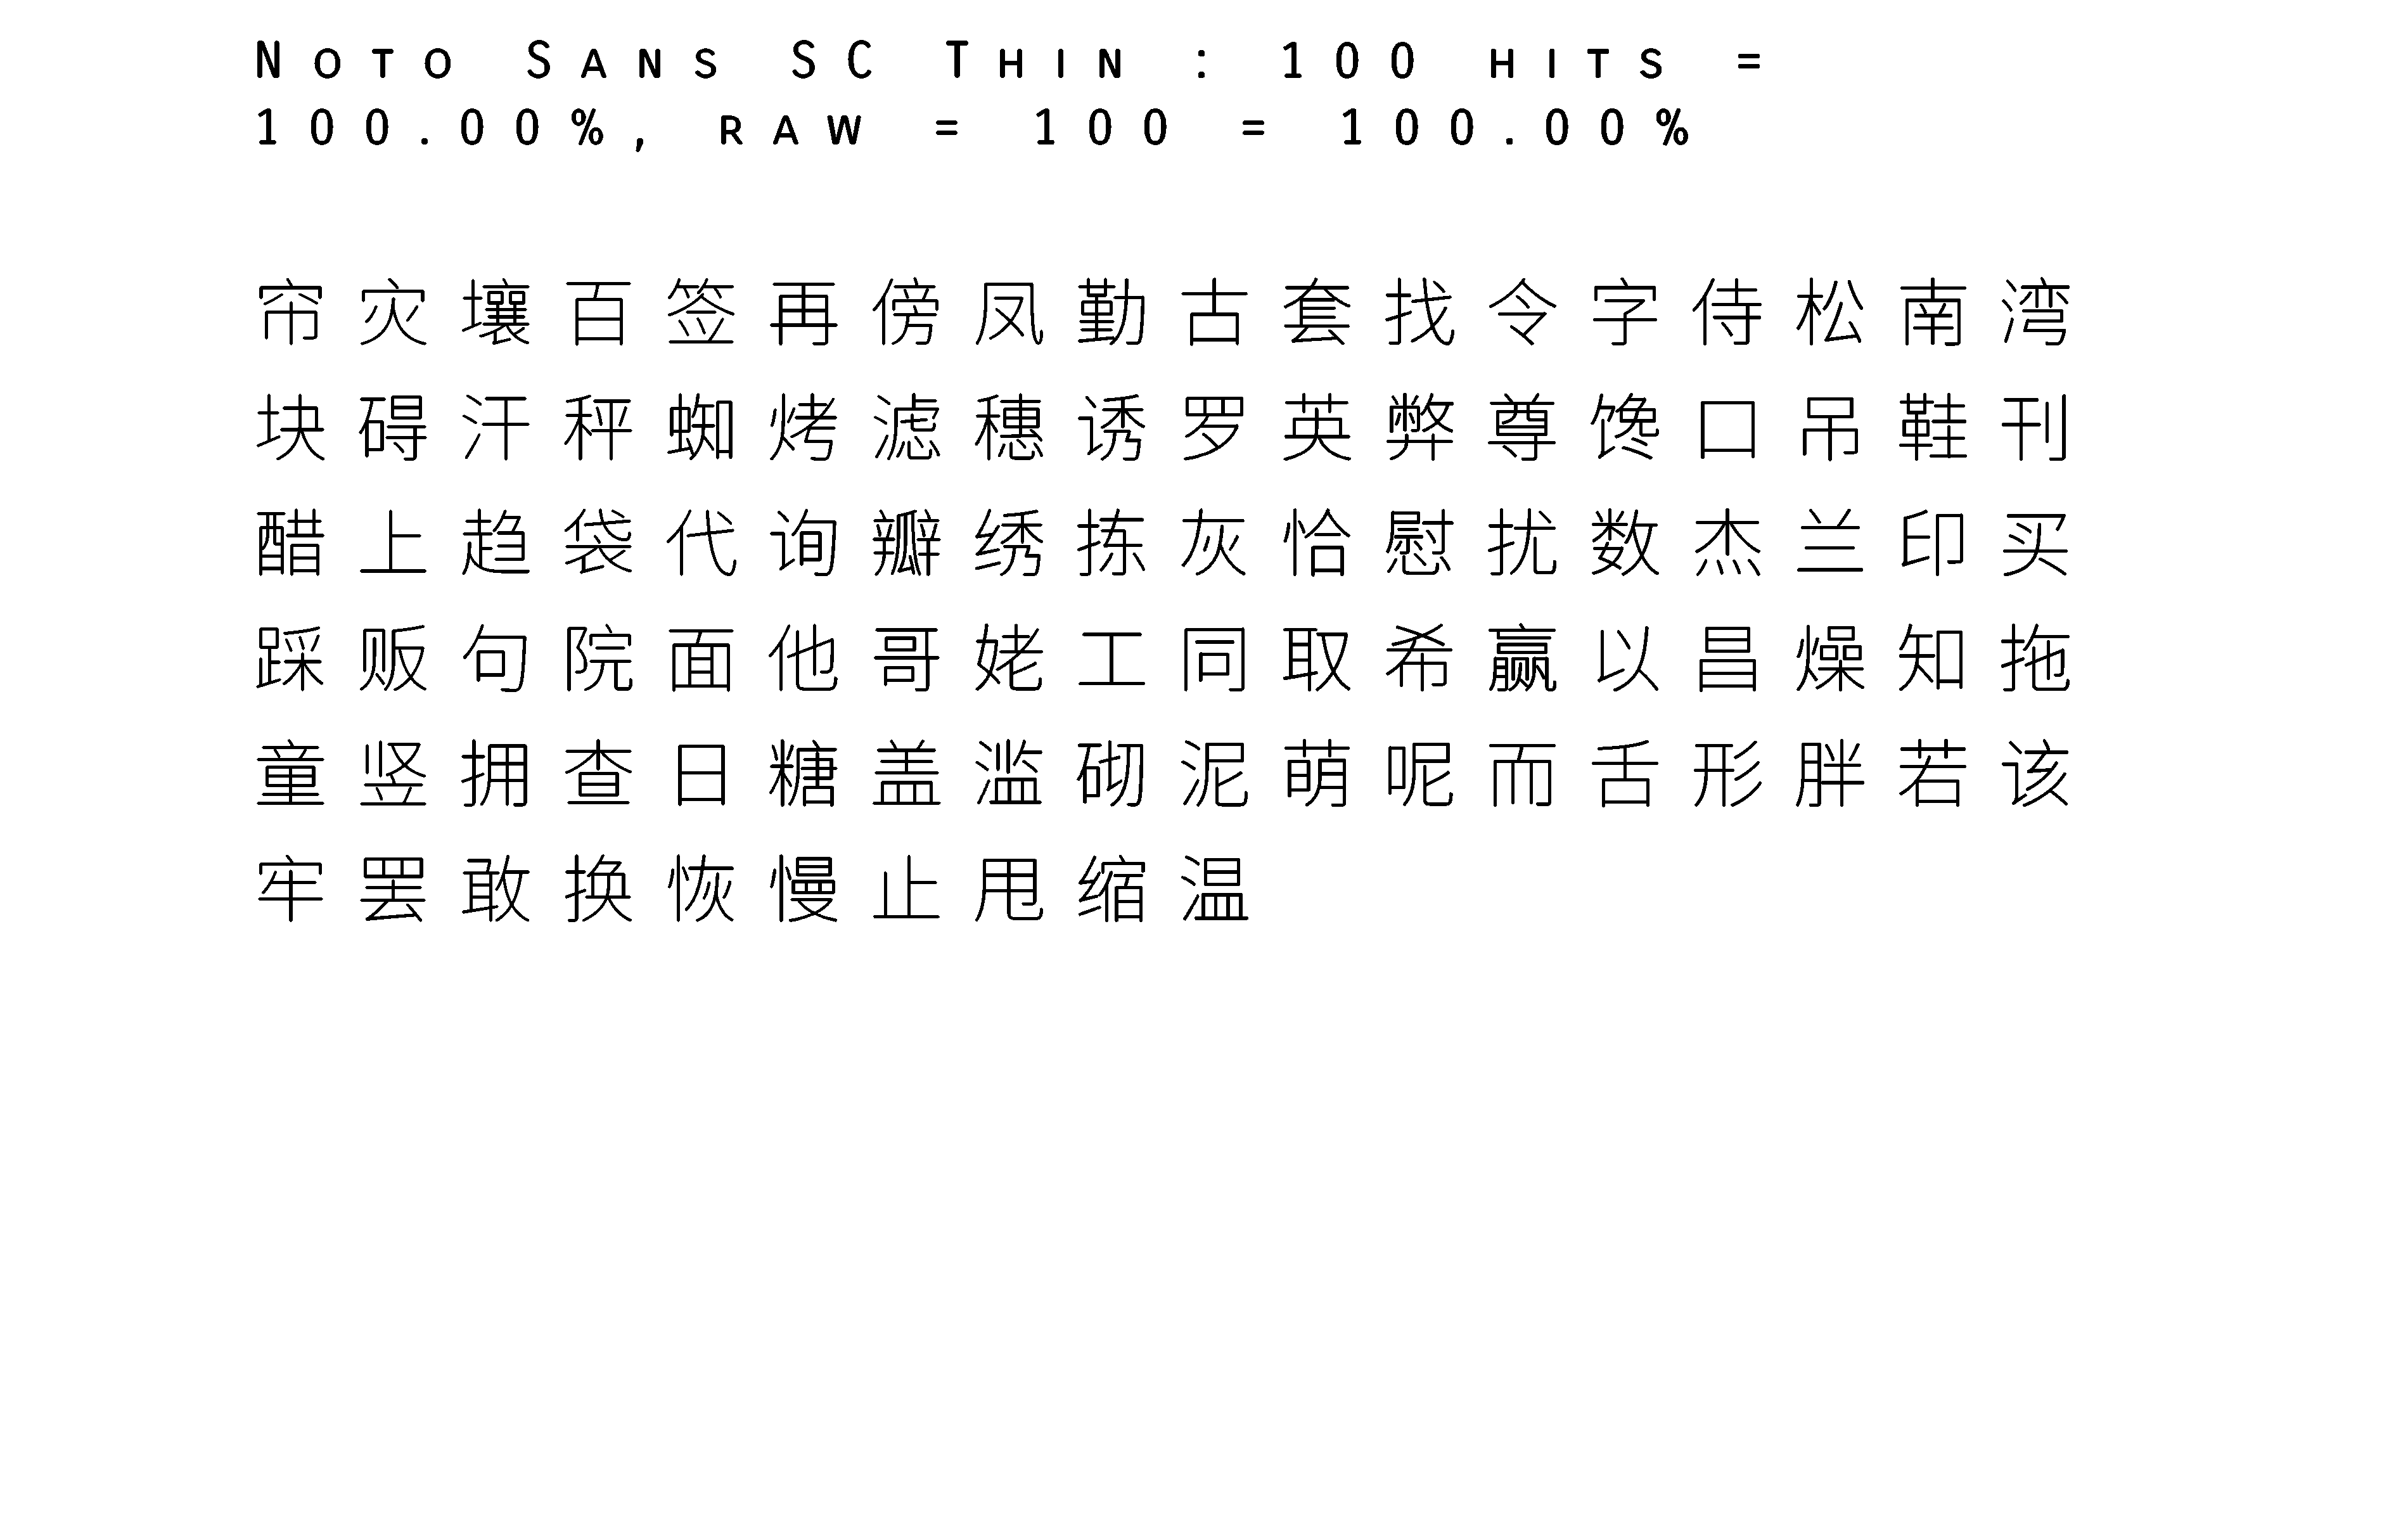 Noto Sans SC Thin : 100 hits =
100.00%, raw = 100 = 100.00%
帘灾壤百签再傍凤勤古套找令字侍松南湾
块碍汗秤蜘烤滤穗诱罗英弊尊馋口吊鞋刊
醋上趋袋代询瓣绣拣灰恰慰扰数杰兰印买
踩贩句院面他哥姥工同取希赢以昌燥知拖
童竖拥查日糖盖滥砌泥萌呢而舌形胖若该
牢罢敢换恢慢止甩缩温